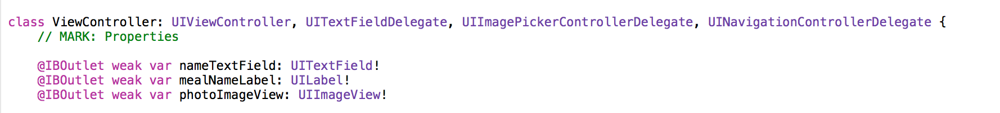 class ViewController: UIViewController, UITextFieldDelegate, UIImagePickerControllerDelegate, UINavigationControllerDelegate {
// MARK: Properties
@IBOutlet weak var nameTextField: UITextField!
@IBOutlet weak var mealNameLabel: UILabel!
@IBOutlet weak var photoImageView: UIImageView!